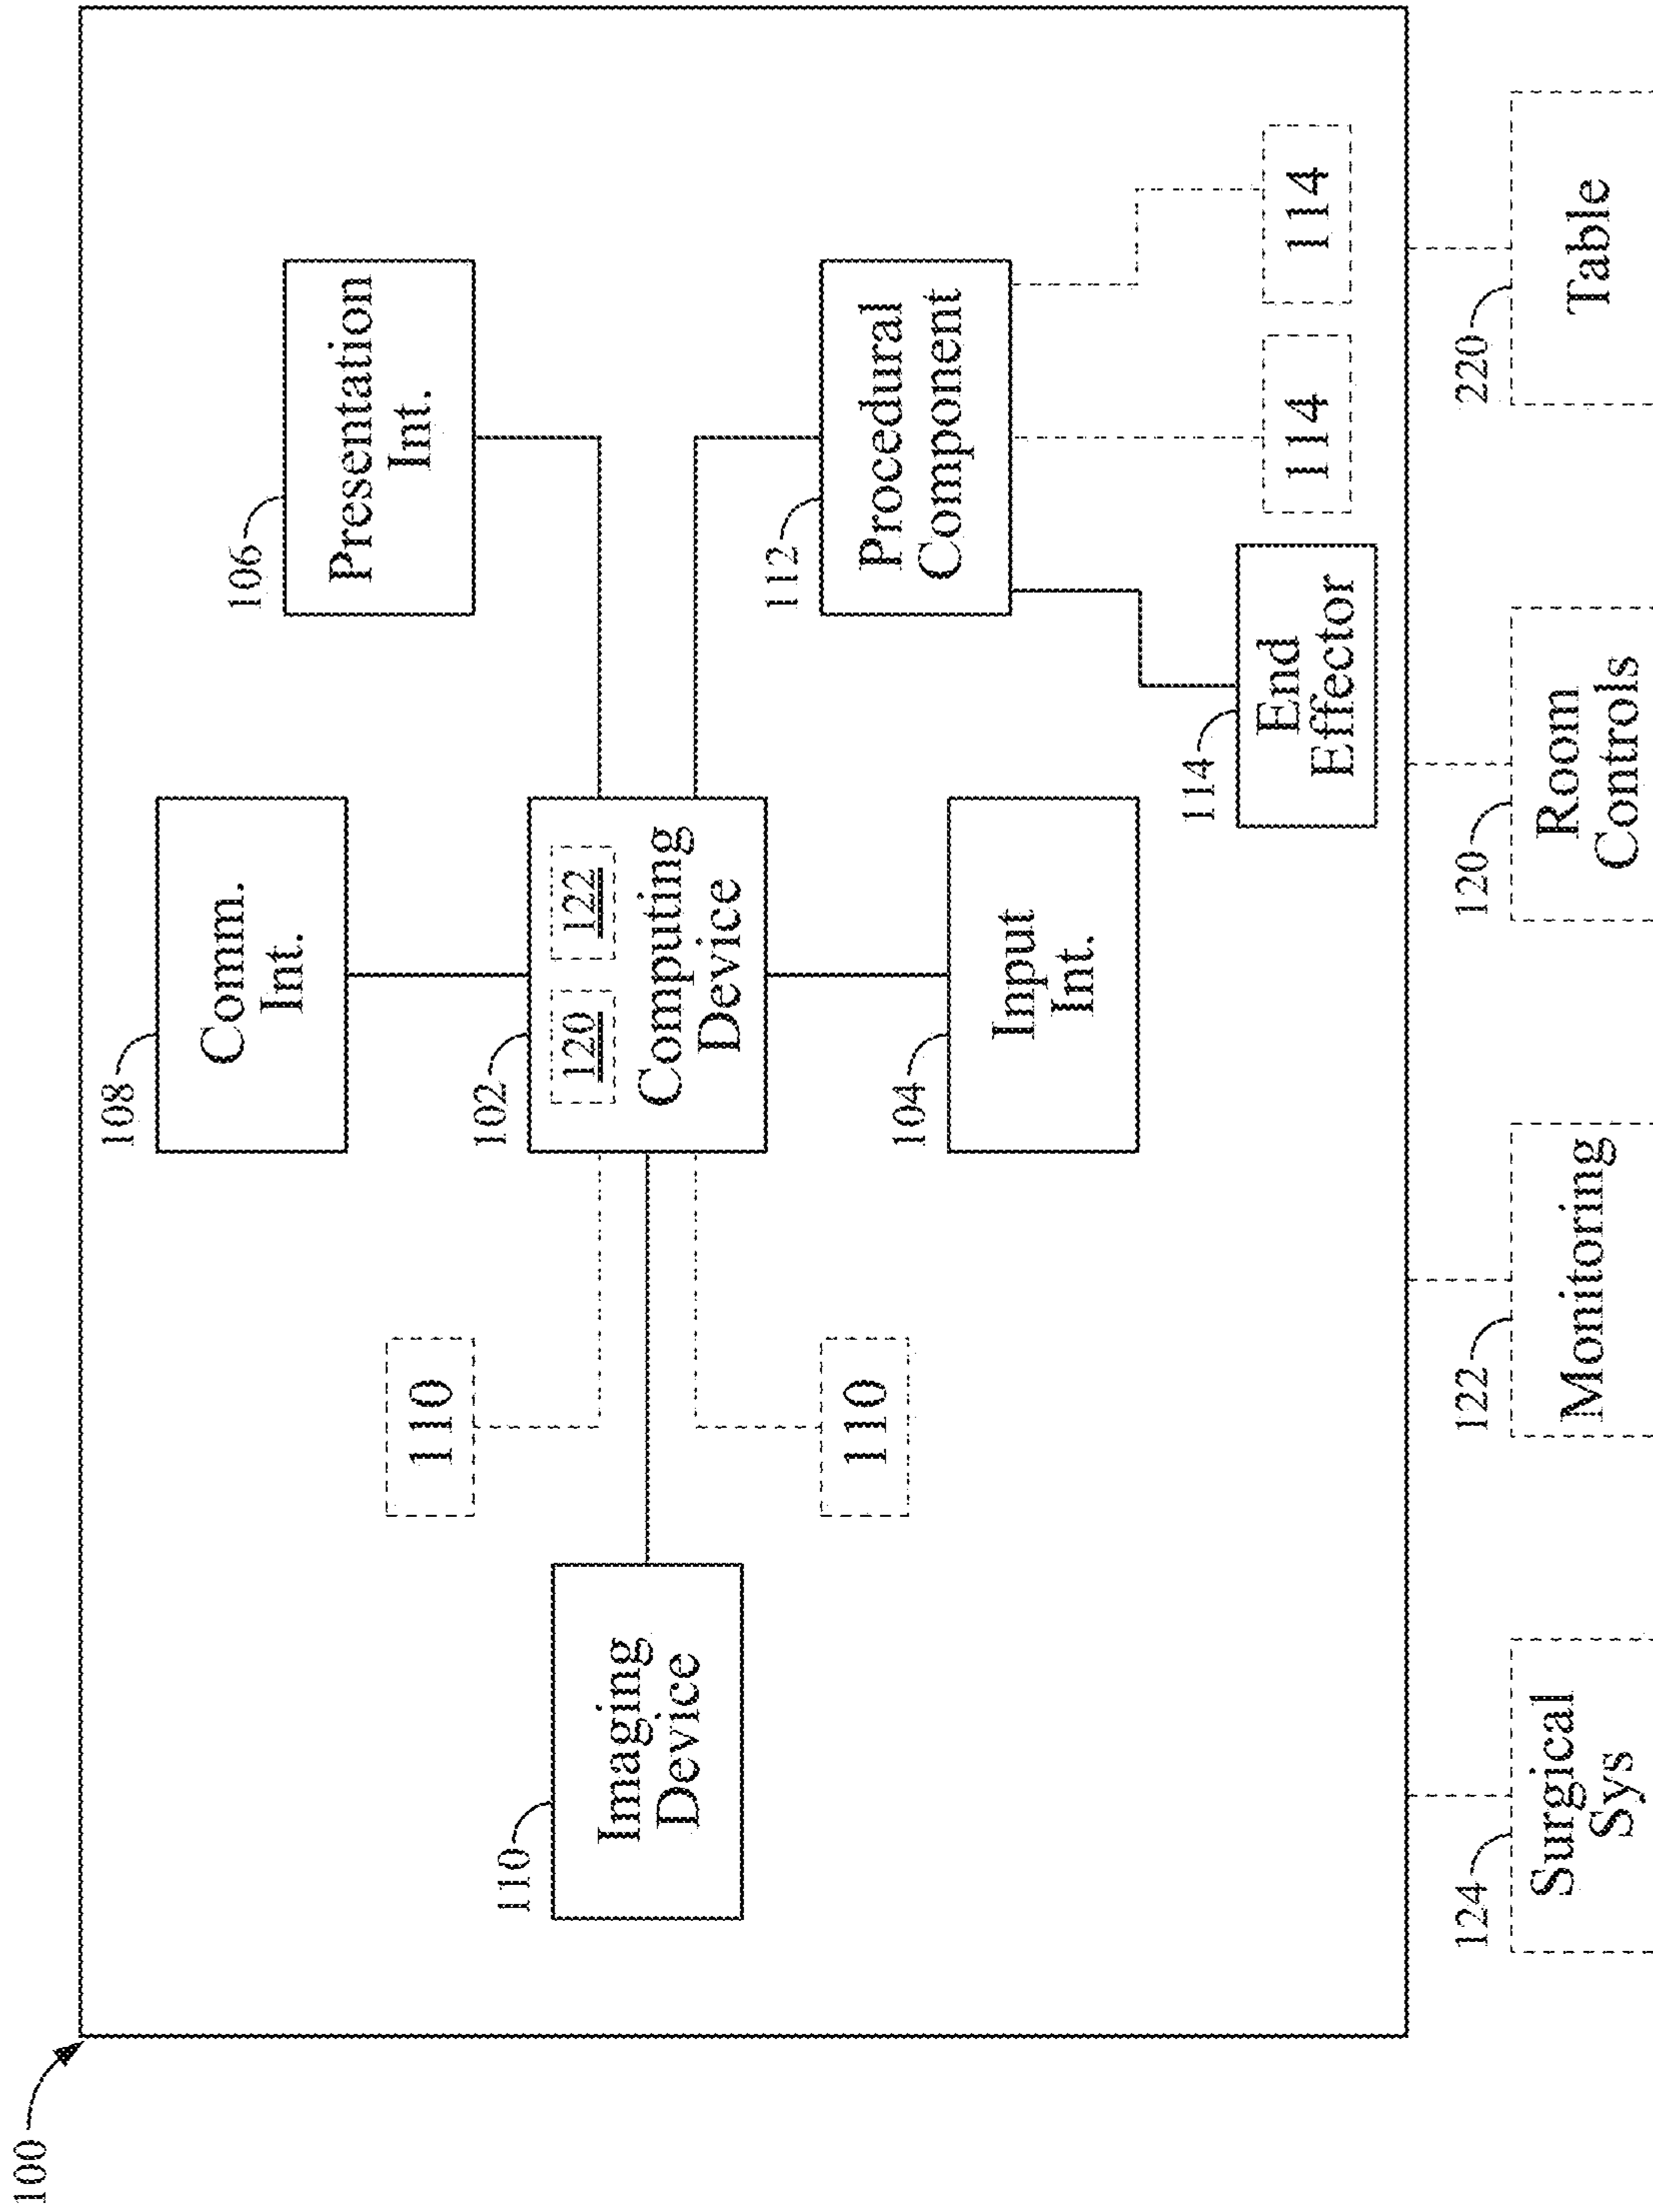 100
108
Comm.
Int.
106
Presentation
Int.
110
110
Imaging
Device
102
120
122
Computing
Device
110
112
Procedural
Component
104
Input
Int.
114
End
Effector
114
114
124
Surgical
Sys
122
Monitoring
120
Room
Controls
220
Table